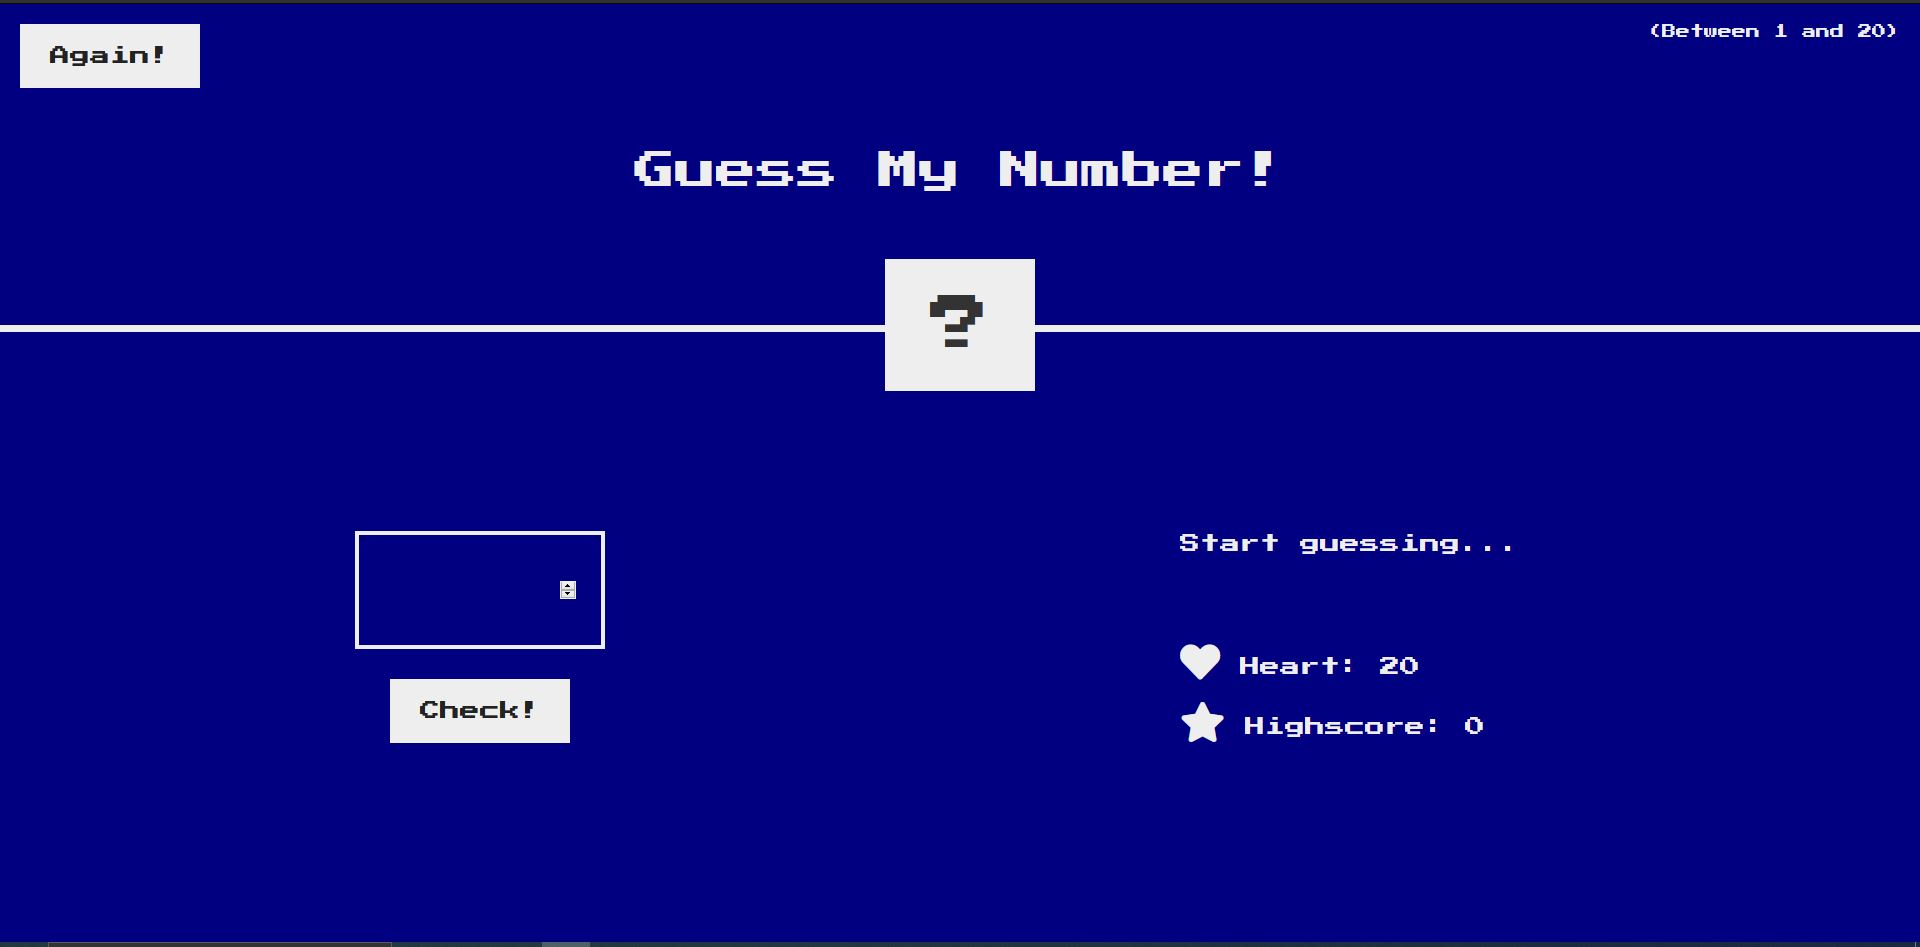 Again!
(Between 1 and 20)
Guess My Number!
?
Start guessing...
Check!
Heart: 20
Highscore: 0